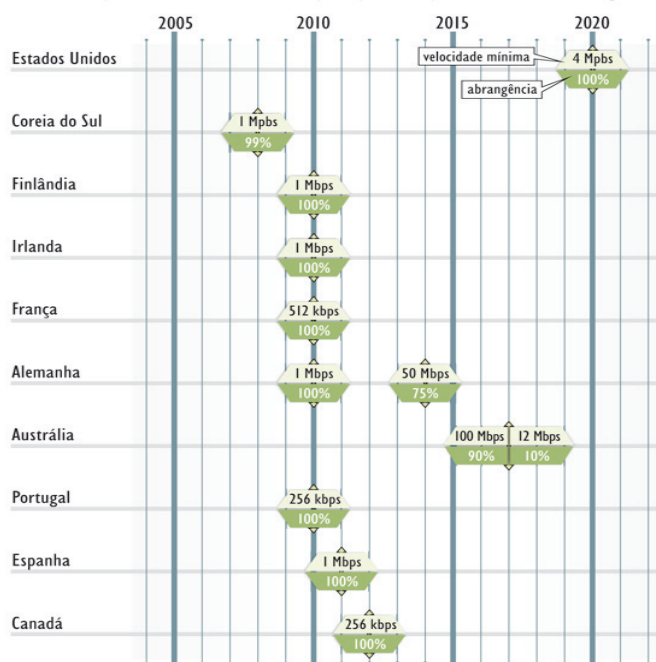 2005 2010 2015 2020
Estados Unidos
velocidade mínima
4 Mpbs
abrangência
100%
Coreia do Sul
1 Mpbs
99%
Finlândia
1 Mbps
100%
Irlanda
1 Mbps
100%
França
512 kbps
100%
Alemanha
1 Mbps 50 Mbps
100% 75%
Austrália
100 Mbps 12 Mbps
90% 10%
Portugal
256 kbps
100%
Espanha
1 Mbps
100%
Canadá
256 kbps
100%